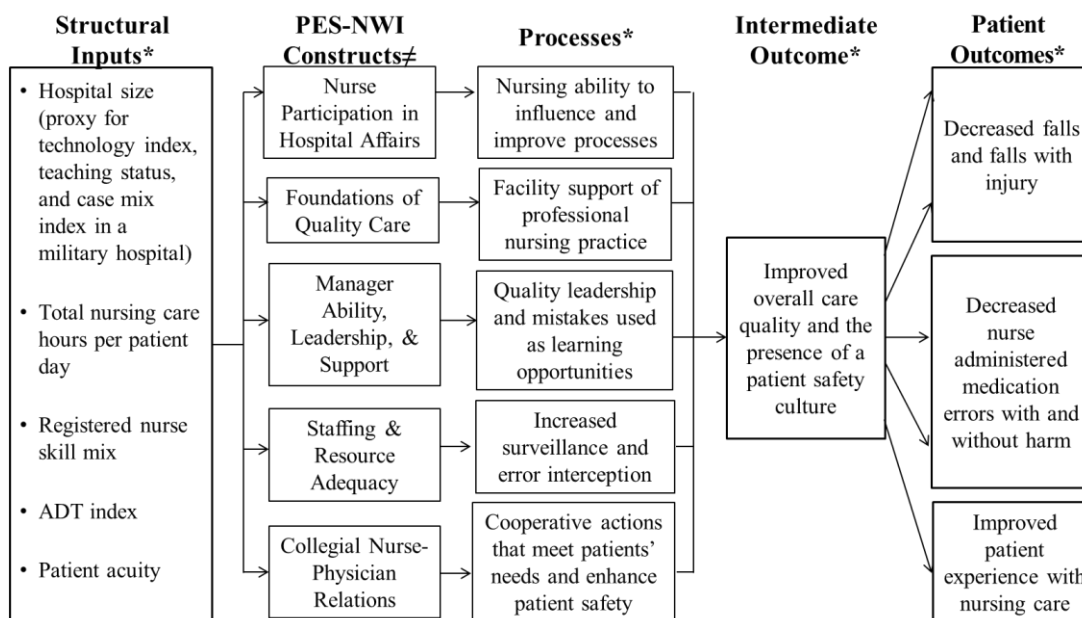 Structural
Inputs*
• Hospital size
(proxy for
technology index,
teaching status,
and case mix
index in a
military hospital)
• Total nursing care
hours per patient
day
• Registered nurse
skill mix
• ADT index
• Patient acuity
PES-NWI
Constructs≠
Nurse
Participation in
Hospital Affairs
Foundations of
Quality Care
Manager
Ability,
Leadership, &
Support
Staffing &
Resource
Adequacy
Collegial Nurse-
Physician
Relations
Processes*
Nursing ability to
influence and
improve processes
Facility support of
professional
nursing practice
Quality leadership
and mistakes used
as learning
opportunities
Increased
surveillance and
error interception
Cooperative actions
that meet patients’
needs and enhance
patient safety
Intermediate
Outcome*
Improved
overall care
quality and the
presence of a
patient safety
culture
Patient
Outcomes*
Decreased falls
and falls with
injury
Decreased
nurse
administered
medication
errors with and
without harm
Improved
patient
experience with
nursing care